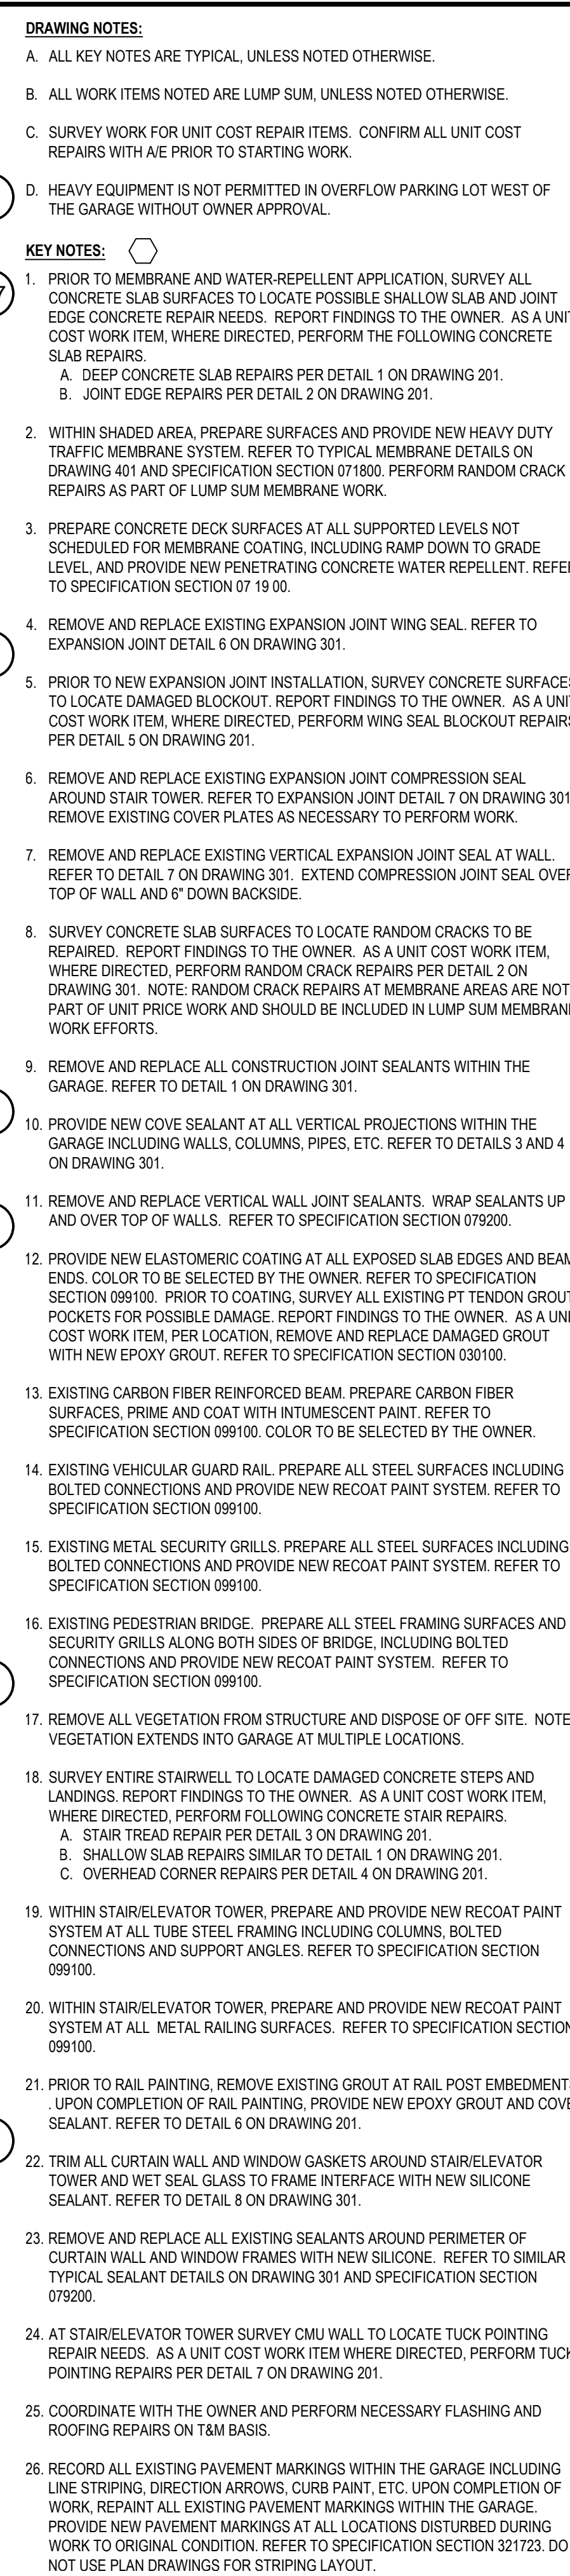 DRAWING NOTES:
A. ALL KEY NOTES ARE TYPICAL, UNLESS NOTED OTHERWISE.
B. ALL WORK ITEMS NOTED ARE LUMP SUM, UNLESS NOTED OTHERWISE.
C. SURVEY WORK FOR UNIT COST REPAIR ITEMS. CONFIRM ALL UNIT COST
REPAIRS WITH A/E PRIOR TO STARTING WORK.
D. HEAVY EQUIPMENT IS NOT PERMITTED IN OVERFLOW PARKING LOT WEST OF
THE GARAGE WITHOUT OWNER APPROVAL.
KEY NOTES:
7
1. PRIOR TO MEMBRANE AND WATER-REPELLENT APPLICATION, SURVEY ALL
CONCRETE SLAB SURFACES TO LOCATE POSSIBLE SHALLOW SLAB AND JOINT
EDGE CONCRETE REPAIR NEEDS. REPORT FINDINGS TO THE OWNER. AS A UNIT
COST WORK ITEM, WHERE DIRECTED, PERFORM THE FOLLOWING CONCRETE
SLAB REPAIRS.
A. DEEP CONCRETE SLAB REPAIRS PER DETAIL 1 ON DRAWING 201.
B. JOINT EDGE REPAIRS PER DETAIL 2 ON DRAWING 201.
2. WITHIN SHADED AREA, PREPARE SURFACES AND PROVIDE NEW HEAVY DUTY
TRAFFIC MEMBRANE SYSTEM. REFER TO TYPICAL MEMBRANE DETAILS ON
DRAWING 401 AND SPECIFICATION SECTION 071800. PERFORM RANDOM CRACK
REPAIRS AS PART OF LUMP SUM MEMBRANE WORK.
3. PREPARE CONCRETE DECK SURFACES AT ALL SUPPORTED LEVELS NOT
SCHEDULED FOR MEMBRANE COATING, INCLUDING RAMP DOWN TO GRADE
LEVEL, AND PROVIDE NEW PENETRATING CONCRETE WATER REPELLENT. REFER
TO SPECIFICATION SECTION 07 19 00.
4. REMOVE AND REPLACE EXISTING EXPANSION JOINT WING SEAL. REFER TO
EXPANSION JOINT DETAIL 6 ON DRAWING 301.
5. PRIOR TO NEW EXPANSION JOINT INSTALLATION, SURVEY CONCRETE SURFACES
TO LOCATE DAMAGED BLOCKOUT. REPORT FINDINGS TO THE OWNER. AS A UNIT
COST WORK ITEM, WHERE DIRECTED, PERFORM WING SEAL BLOCKOUT REPAIRS
PER DETAIL 5 ON DRAWING 201.
6. REMOVE AND REPLACE EXISTING EXPANSION JOINT COMPRESSION SEAL
AROUND STAIR TOWER. REFER TO EXPANSION JOINT DETAIL 7 ON DRAWING 301
REMOVE EXISTING COVER PLATES AS NECESSARY TO PERFORM WORK.
7. REMOVE AND REPLACE EXISTING VERTICAL EXPANSION JOINT SEAL AT WALL.
REFER TO DETAIL 7 ON DRAWING 301. EXTEND COMPRESSION JOINT SEAL OVER
TOP OF WALL AND 6" DOWN BACKSIDE.
8. SURVEY CONCRETE SLAB SURFACES TO LOCATE RANDOM CRACKS TO BE
REPAIRED. REPORT FINDINGS TO THE OWNER. AS A UNIT COST WORK ITEM,
WHERE DIRECTED, PERFORM RANDOM CRACK REPAIRS PER DETAIL 2 ON
DRAWING 301. NOTE: RANDOM CRACK REPAIRS AT MEMBRANE AREAS ARE NOT
PART OF UNIT PRICE WORK AND SHOULD BE INCLUDED IN LUMP SUM MEMBRANE
WORK EFFORTS.
9. REMOVE AND REPLACE ALL CONSTRUCTION JOINT SEALANTS WITHIN THE
GARAGE. REFER TO DETAIL 1 ON DRAWING 301.
10. PROVIDE NEW COVE SEALANT AT ALL VERTICAL PROJECTIONS WITHIN THE
GARAGE INCLUDING WALLS, COLUMNS, PIPES, ETC. REFER TO DETAILS 3 AND 4
ON DRAWING 301.
11. REMOVE AND REPLACE VERTICAL WALL JOINT SEALANTS. WRAP SEALANTS UP
AND OVER TOP OF WALLS. REFER TO SPECIFICATION SECTION 079200.
12. PROVIDE NEW ELASTOMERIC COATING AT ALL EXPOSED SLAB EDGES AND BEAM
ENDS. COLOR TO BE SELECTED BY THE OWNER. REFER TO SPECIFICATION
SECTION 099100. PRIOR TO COATING, SURVEY ALL EXISTING PT TENDON GROUT
POCKETS FOR POSSIBLE DAMAGE. REPORT FINDINGS TO THE OWNER. AS A UNIT
COST WORK ITEM, PER LOCATION, REMOVE AND REPLACE DAMAGED GROUT
WITH NEW EPOXY GROUT. REFER TO SPECIFICATION SECTION 030100.
13. EXISTING CARBON FIBER REINFORCED BEAM. PREPARE CARBON FIBER
SURFACES, PRIME AND COAT WITH INTUMESCENT PAINT. REFER TO
SPECIFICATION SECTION 099100. COLOR TO BE SELECTED BY THE OWNER.
14. EXISTING VEHICULAR GUARD RAIL. PREPARE ALL STEEL SURFACES INCLUDING
BOLTED CONNECTIONS AND PROVIDE NEW RECOAT PAINT SYSTEM. REFER TO
SPECIFICATION SECTION 099100.
15. EXISTING METAL SECURITY GRILLS. PREPARE ALL STEEL SURFACES INCLUDING
BOLTED CONNECTIONS AND PROVIDE NEW RECOAT PAINT SYSTEM. REFER TO
SPECIFICATION SECTION 099100.
16. EXISTING PEDESTRIAN BRIDGE. PREPARE ALL STEEL FRAMING SURFACES AND
SECURITY GRILLS ALONG BOTH SIDES OF BRIDGE, INCLUDING BOLTED
CONNECTIONS AND PROVIDE NEW RECOAT PAINT SYSTEM. REFER TO
SPECIFICATION SECTION 099100.
17. REMOVE ALL VEGETATION FROM STRUCTURE AND DISPOSE OF OFF SITE. NOTE
VEGETATION EXTENDS INTO GARAGE AT MULTIPLE LOCATIONS.
18. SURVEY ENTIRE STAIRWELL TO LOCATE DAMAGED CONCRETE STEPS AND
LANDINGS. REPORT FINDINGS TO THE OWNER. AS A UNIT COST WORK ITEM,
WHERE DIRECTED, PERFORM FOLLOWING CONCRETE STAIR REPAIRS.
A. STAIR TREAD REPAIR PER DETAIL 3 ON DRAWING 201.
B. SHALLOW SLAB REPAIRS SIMILAR TO DETAIL 1 ON DRAWING 201.
C. OVERHEAD CORNER REPAIRS PER DETAIL 4 ON DRAWING 201.
19. WITHIN STAIR/ELEVATOR TOWER, PREPARE AND PROVIDE NEW RECOAT PAINT
SYSTEM AT ALL TUBE STEEL FRAMING INCLUDING COLUMNS, BOLTED
CONNECTIONS AND SUPPORT ANGLES. REFER TO SPECIFICATION SECTION
099100.
20. WITHIN STAIR/ELEVATOR TOWER, PREPARE AND PROVIDE NEW RECOAT PAINT
SYSTEM AT ALL METAL RAILING SURFACES. REFER TO SPECIFICATION SECTION
099100.
21. PRIOR TO RAIL PAINTING, REMOVE EXISTING GROUT AT RAIL POST EMBEDMENTS
. UPON COMPLETION OF RAIL PAINTING, PROVIDE NEW EPOXY GROUT AND COVE
SEALANT. REFER TO DETAIL 6 ON DRAWING 201.
22. TRIM ALL CURTAIN WALL AND WINDOW GASKETS AROUND STAIR/ELEVATOR
TOWER AND WET SEAL GLASS TO FRAME INTERFACE WITH NEW SILICONE
SEALANT. REFER TO DETAIL 8 ON DRAWING 301.
23. REMOVE AND REPLACE ALL EXISTING SEALANTS AROUND PERIMETER OF
CURTAIN WALL AND WINDOW FRAMES WITH NEW SILICONE. REFER TO SIMILAR
TYPICAL SEALANT DETAILS ON DRAWING 301 AND SPECIFICATION SECTION
079200.
24. AT STAIR/ELEVATOR TOWER SURVEY CMU WALL TO LOCATE TUCK POINTING
REPAIR NEEDS. AS A UNIT COST WORK ITEM WHERE DIRECTED, PERFORM TUCK
POINTING REPAIRS PER DETAIL 7 ON DRAWING 201.
25. COORDINATE WITH THE OWNER AND PERFORM NECESSARY FLASHING AND
ROOFING REPAIRS ON T&M BASIS.
26. RECORD ALL EXISTING PAVEMENT MARKINGS WITHIN THE GARAGE INCLUDING
LINE STRIPING, DIRECTION ARROWS, CURB PAINT, ETC. UPON COMPLETION OF
WORK, REPAINT ALL EXISTING PAVEMENT MARKINGS WITHIN THE GARAGE.
PROVIDE NEW PAVEMENT MARKINGS AT ALL LOCATIONS DISTURBED DURING
WORK TO ORIGINAL CONDITION. REFER TO SPECIFICATION SECTION 321723. DO
NOT USE PLAN DRAWINGS FOR STRIPING LAYOUT.